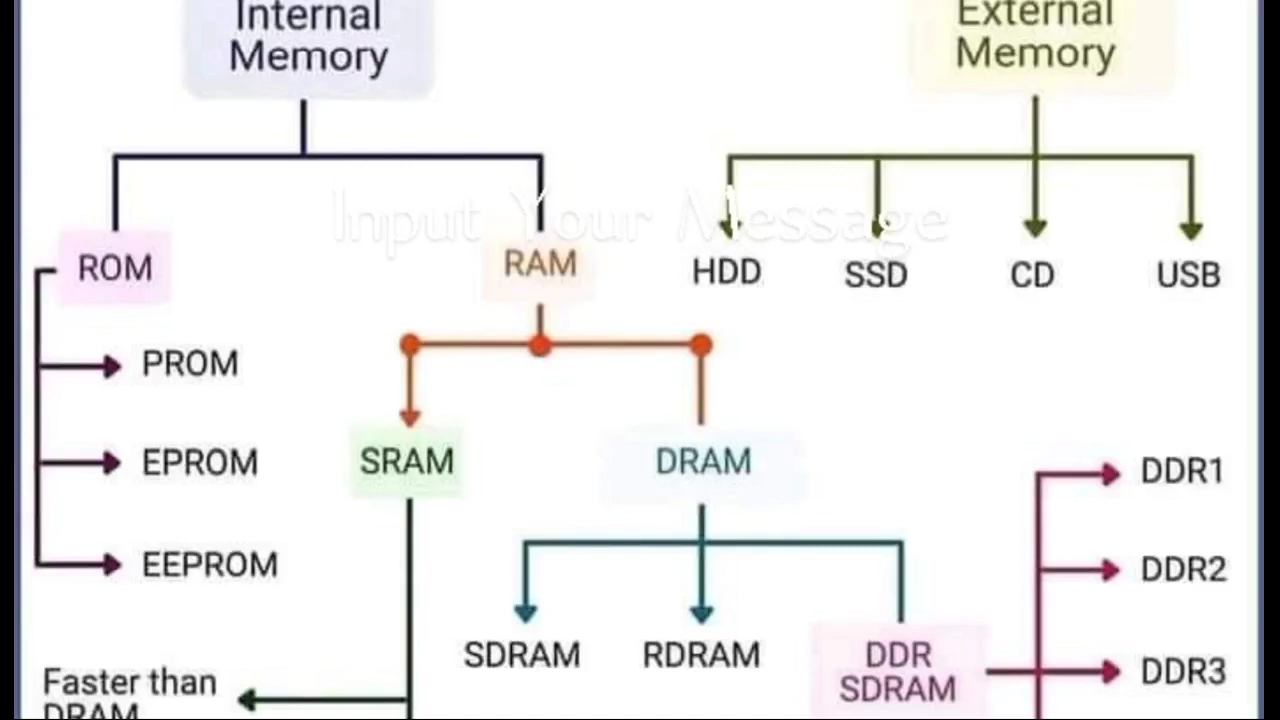 Internal
Memory
External
Memory
Input Your Message
ROM
RAM
HDD
SSD
CD
USB
PROM
EPROM
EEPROM
SRAM
DRAM
DDR1
DDR2
DDR3
SDRAM
RDRAM
DDR
SDRAM
Faster than
DRAM